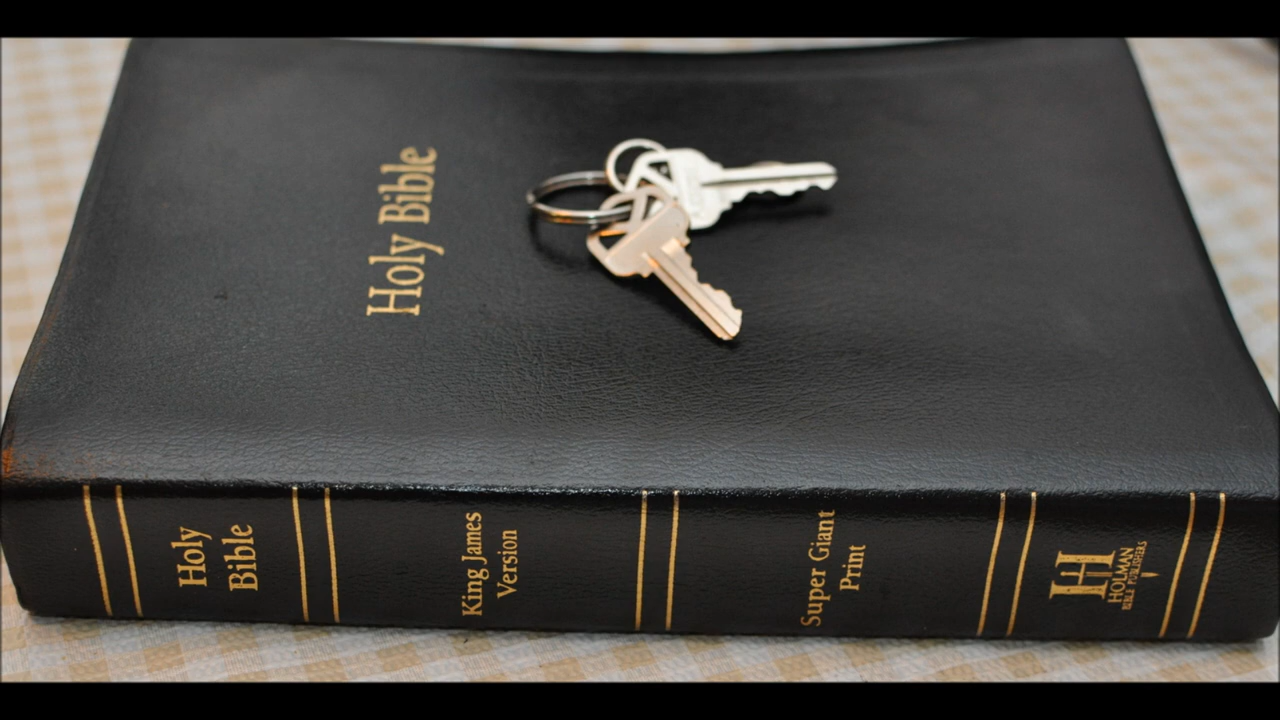 Holy Bible
Holy
Bible
King James
Version
Super Giant
Print
HOLMAN
BIBLE PUBLISHERS